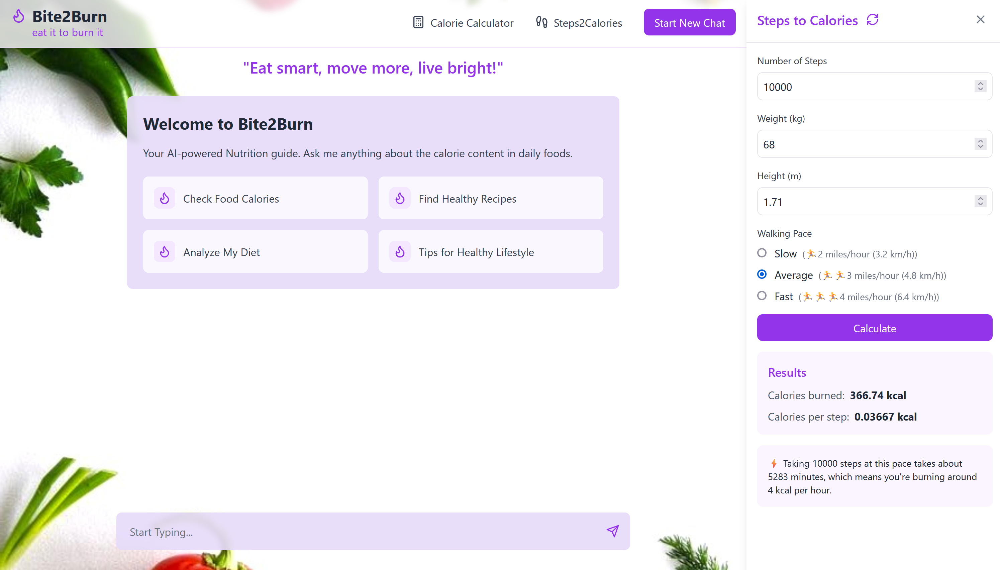 Bite2Burn
eat it to burn it
Calorie Calculator
Steps2Calories
Start New Chat
"Eat smart, move more, live bright!"
Welcome to Bite2Burn
Your AI-powered Nutrition guide. Ask me anything about the calorie content in daily foods.
Check Food Calories
Find Healthy Recipes
Analyze My Diet
Tips for Healthy Lifestyle
Start Typing...
Steps to Calories
Number of Steps
10000
Weight (kg)
68
Height (m)
1.71
Walking Pace
Slow (🏃2 miles/hour (3.2 km/h))
Average (🏃🏃3 miles/hour (4.8 km/h))
Fast (🏃🏃🏃4 miles/hour (6.4 km/h))
Calculate
Results
Calories burned: 366.74 kcal
Calories per step: 0.03667 kcal
⚡ Taking 10000 steps at this pace takes about
5283 minutes, which means you're burning around
4 kcal per hour.